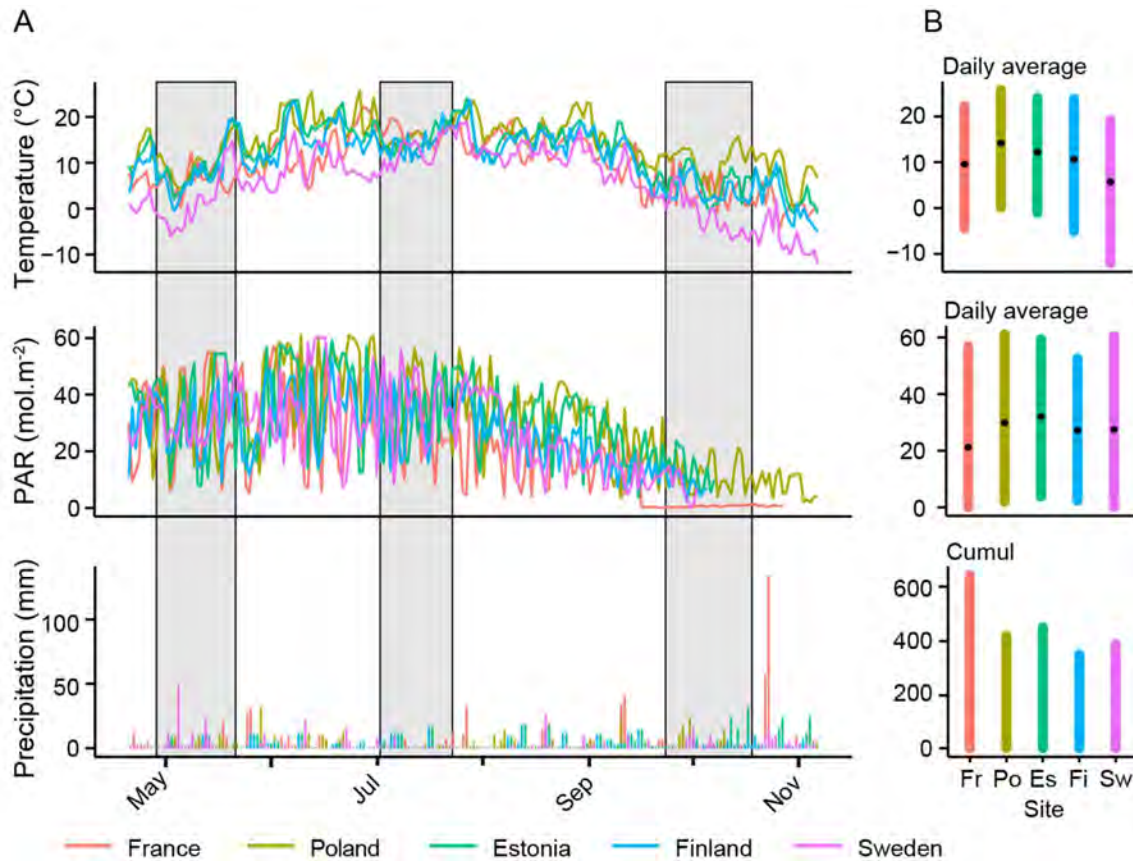 A
B
Temperature (°C)
20
10
0
−10
Daily average
20
10
0
−10
PAR (mol.m⁻²)
60
40
20
0
Daily average
60
40
20
0
Precipitation (mm)
100
50
0
Cumul
600
400
200
0
May
Jul
Sep
Nov
Fr Po Es Fi Sw
Site
France Poland Estonia Finland Sweden